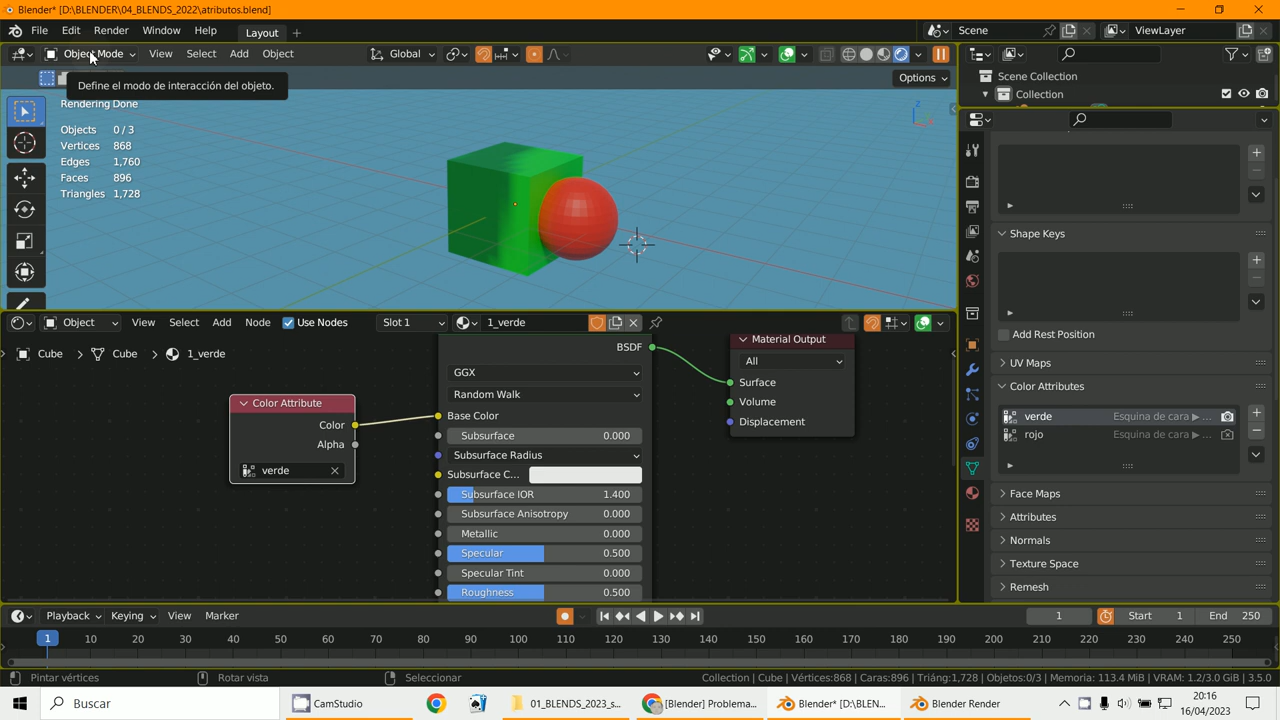 Blender* [D:\BLENDER\04_BLENDS_2022\atributos.blend]
File Edit Render Window Help Layout + Scene ViewLayer
Object Mode View Select Add Object Global
Define el modo de interacción del objeto.
Options
Scene Collection
Collection
Rendering Done
Objects 0 / 3
Vertices 868
Edges 1,760
Faces 896
Triangles 1,728
Z
Shape Keys
Add Rest Position
UV Maps
Color Attributes
verde Esquina de cara ▶ ...
rojo Esquina de cara ▶ ...
Face Maps
Attributes
Normals
Texture Space
Remesh
Object View Select Add Node Use Nodes Slot 1 1_verde
Cube > Cube > 1_verde
BSDF
GGX
Random Walk
Base Color
Subsurface 0.000
Subsurface Radius
Subsurface C...
Subsurface IOR 1.400
Subsurface Anisotropy 0.000
Metallic 0.000
Specular 0.500
Specular Tint 0.000
Roughness 0.500
Color Attribute
Color
Alpha
verde
Material Output
All
Surface
Volume
Displacement
Playback Keying View Marker 1 Start 1 End 250
1 10 20 30 40 50 60 70 80 90 100 110 120 130 140 150 160 170 180 190 200 210 220 230 240 250
Pintar vértices Rotar vista Seleccionar Collection | Cube | Vértices:868 | Caras:896 | Triáng:1,728 | Objetos:0/3 | Memoria: 113.4 MiB | VRAM: 1.2/3.0 GiB | 3.5.0
Buscar CamStudio 01_BLENDS_2023_s... [Blender] Problema... Blender* [D:\BLEN... Blender Render 20:16
16/04/2023